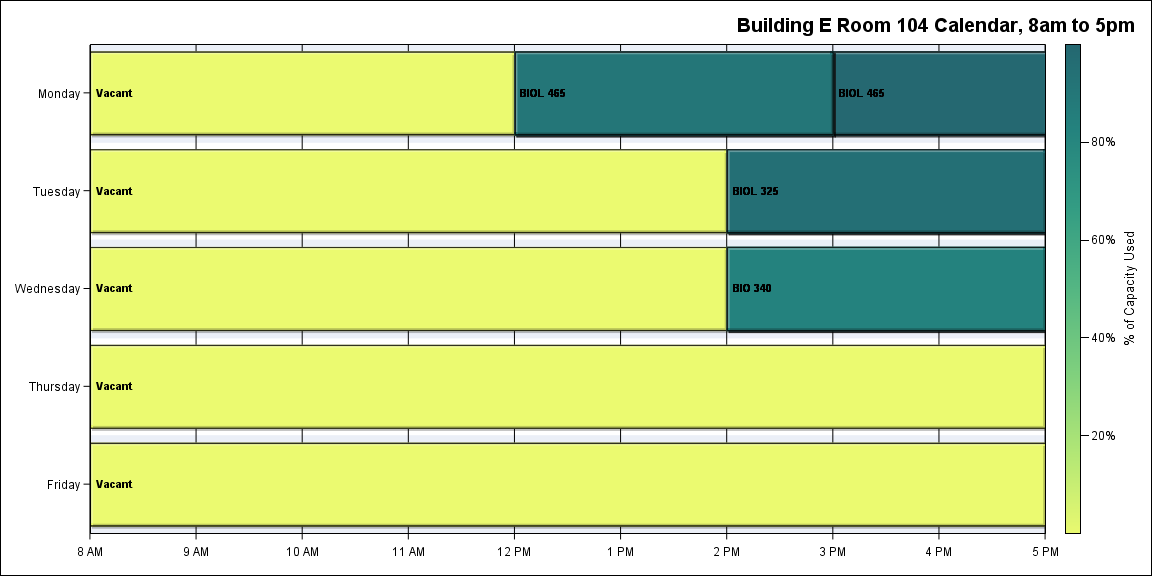 Building E Room 104 Calendar, 8am to 5pm
Monday
Vacant
BIOL 465
BIOL 465
Tuesday
Vacant
BIOL 325
Wednesday
Vacant
BIO 340
Thursday
Vacant
Friday
Vacant
8 AM
9 AM
10 AM
11 AM
12 PM
1 PM
2 PM
3 PM
4 PM
5 PM
80%
60%
40%
20%
% of Capacity Used